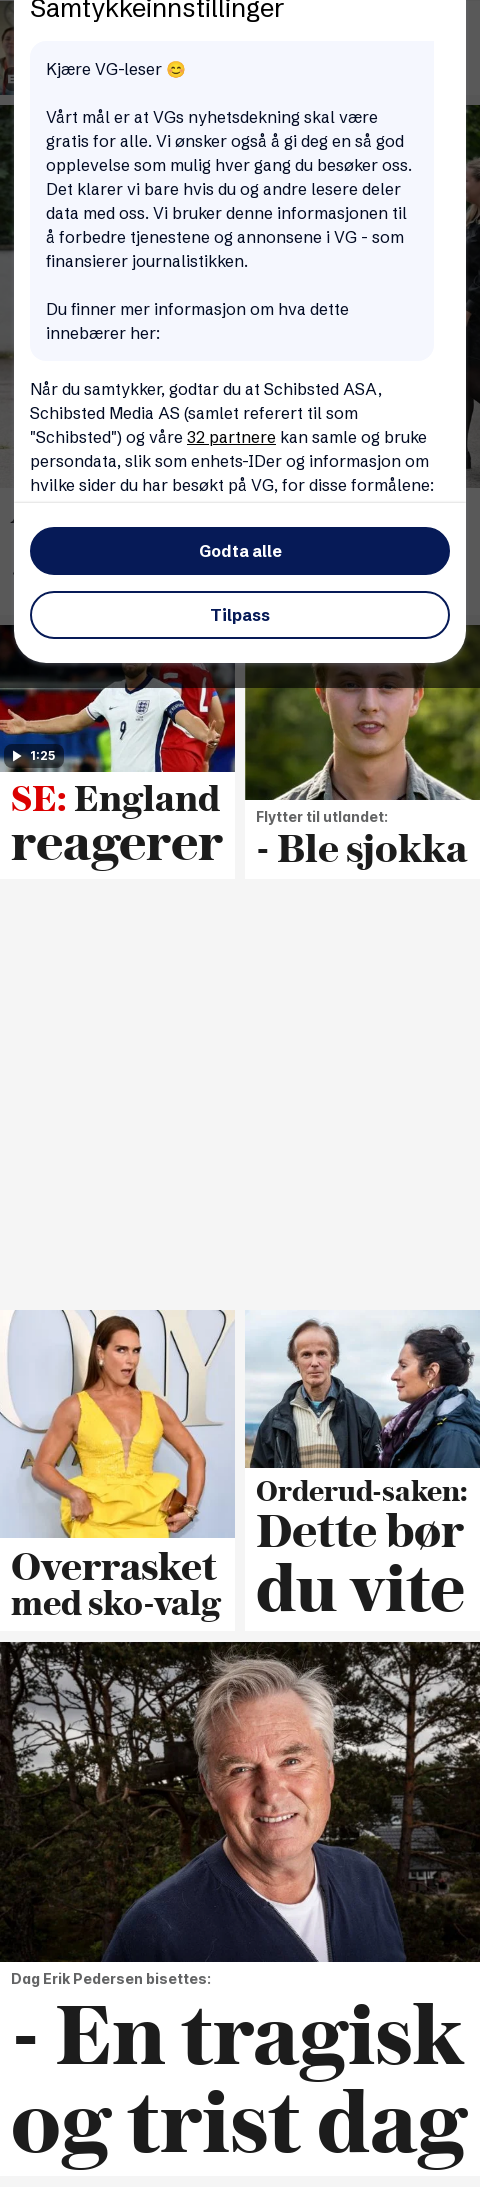 Samtykkeinnstillinger
Kjære VG-leser 😊
Vårt mål er at VGs nyhetsdekning skal være
gratis for alle. Vi ønsker også å gi deg en så god
opplevelse som mulig hver gang du besøker oss.
Det klarer vi bare hvis du og andre lesere deler
data med oss. Vi bruker denne informasjonen til
å forbedre tjenestene og annonsene i VG - som
finansierer journalistikken.
Du finner mer informasjon om hva dette
innebærer her:
Når du samtykker, godtar du at Schibsted ASA,
Schibsted Media AS (samlet referert til som
"Schibsted") og våre 32 partnere kan samle og bruke
persondata, slik som enhets-IDer og informasjon om
hvilke sider du har besøkt på VG, for disse formålene:
Godta alle
Tilpass
9
1:25
SE: England
reagerer
Flytter til utlandet:
- Ble sjokka
Overrasket
med sko-valg
Orderud-saken:
Dette bør
du vite
Dag Erik Pedersen bisettes:
- En tragisk
og trist dag